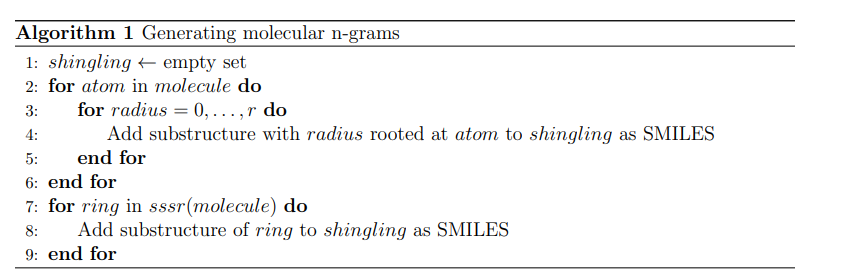 Algorithm 1 Generating molecular n-grams
1: shingling ← empty set
2: for atom in molecule do
3: for radius = 0, . . . , r do
4: Add substructure with radius rooted at atom to shingling as SMILES
5: end for
6: end for
7: for ring in sssr(molecule) do
8: Add substructure of ring to shingling as SMILES
9: end for